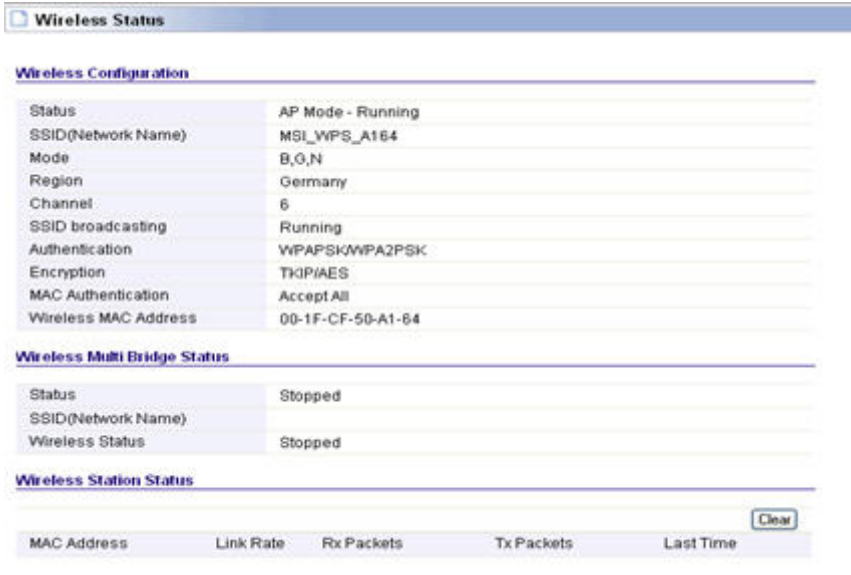 Wireless Status
Wireless Configuration
Status AP Mode - Running
SSID(Network Name) MSI_WPS_A164
Mode B,G,N
Region Germany
Channel 6
SSID broadcasting Running
Authentication WPAPSK/WPA2PSK
Encryption TKIP/AES
MAC Authentication Accept All
Wireless MAC Address 00-1F-CF-50-A1-64
Wireless Multi Bridge Status
Status Stopped
SSID(Network Name)
Wireless Status Stopped
Wireless Station Status
Clear
MAC Address Link Rate Rx Packets Tx Packets Last Time